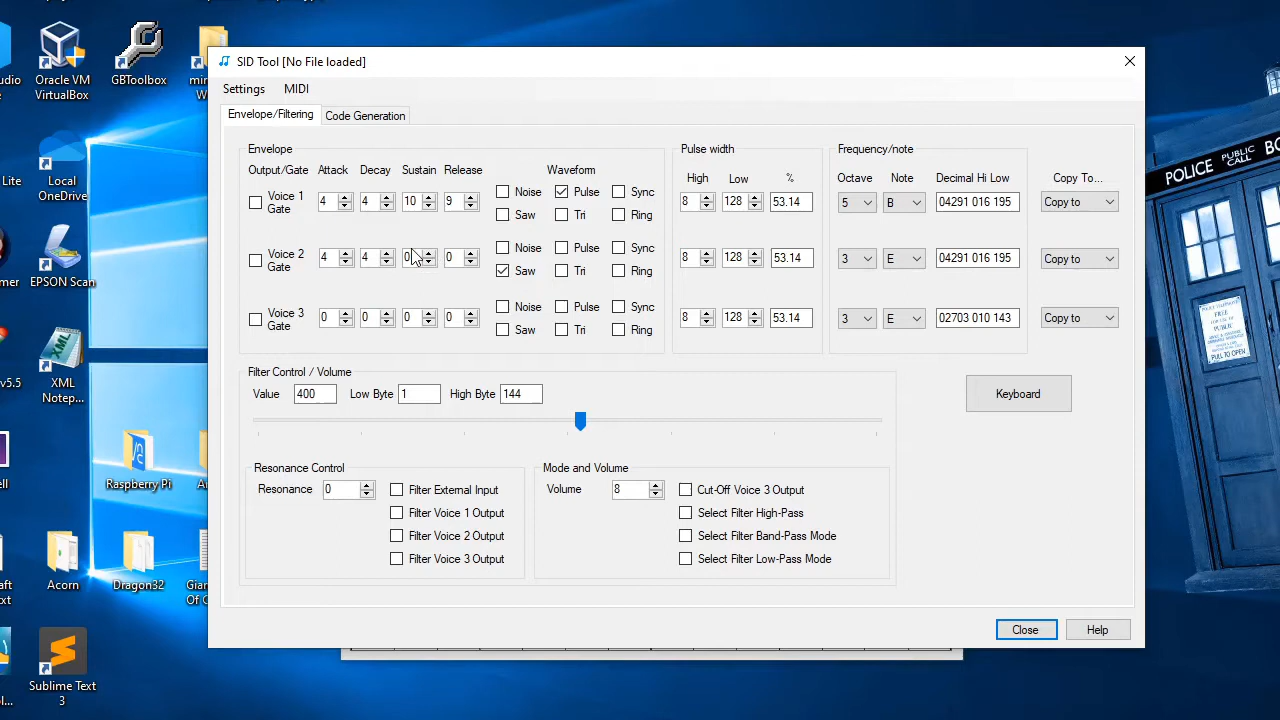 SID Tool [No File loaded]
Settings MIDI
Envelope/Filtering Code Generation
Envelope Pulse width Frequency/note
Output/Gate Attack Decay Sustain Release Waveform High Low % Octave Note Decimal Hi Low Copy To...
Voice 1 Gate 4 4 10 9 Noise Pulse Sync 8 128 53.14 5 B 04291 016 195 Copy to
Saw Tri Ring
Voice 2 Gate 4 4 0 0 Noise Pulse Sync 8 128 53.14 3 E 04291 016 195 Copy to
Saw Tri Ring
Voice 3 Gate 0 0 0 0 Noise Pulse Sync 8 128 53.14 3 E 02703 010 143 Copy to
Saw Tri Ring
Filter Control / Volume
Value 400 Low Byte 1 High Byte 144 Keyboard
Resonance Control Mode and Volume
Resonance 0 Filter External Input Volume 8 Cut-Off Voice 3 Output
Filter Voice 1 Output Select Filter High-Pass
Filter Voice 2 Output Select Filter Band-Pass Mode
Filter Voice 3 Output Select Filter Low-Pass Mode
Close Help
Oracle VM
VirtualBox
GBToolbox
Lite
Local
OneDrive
EPSON Scan
v5.5
XML
Notep...
Raspberry Pi
Acorn
Dragon32
Sublime Text
3
POLICE PUBLIC CALL